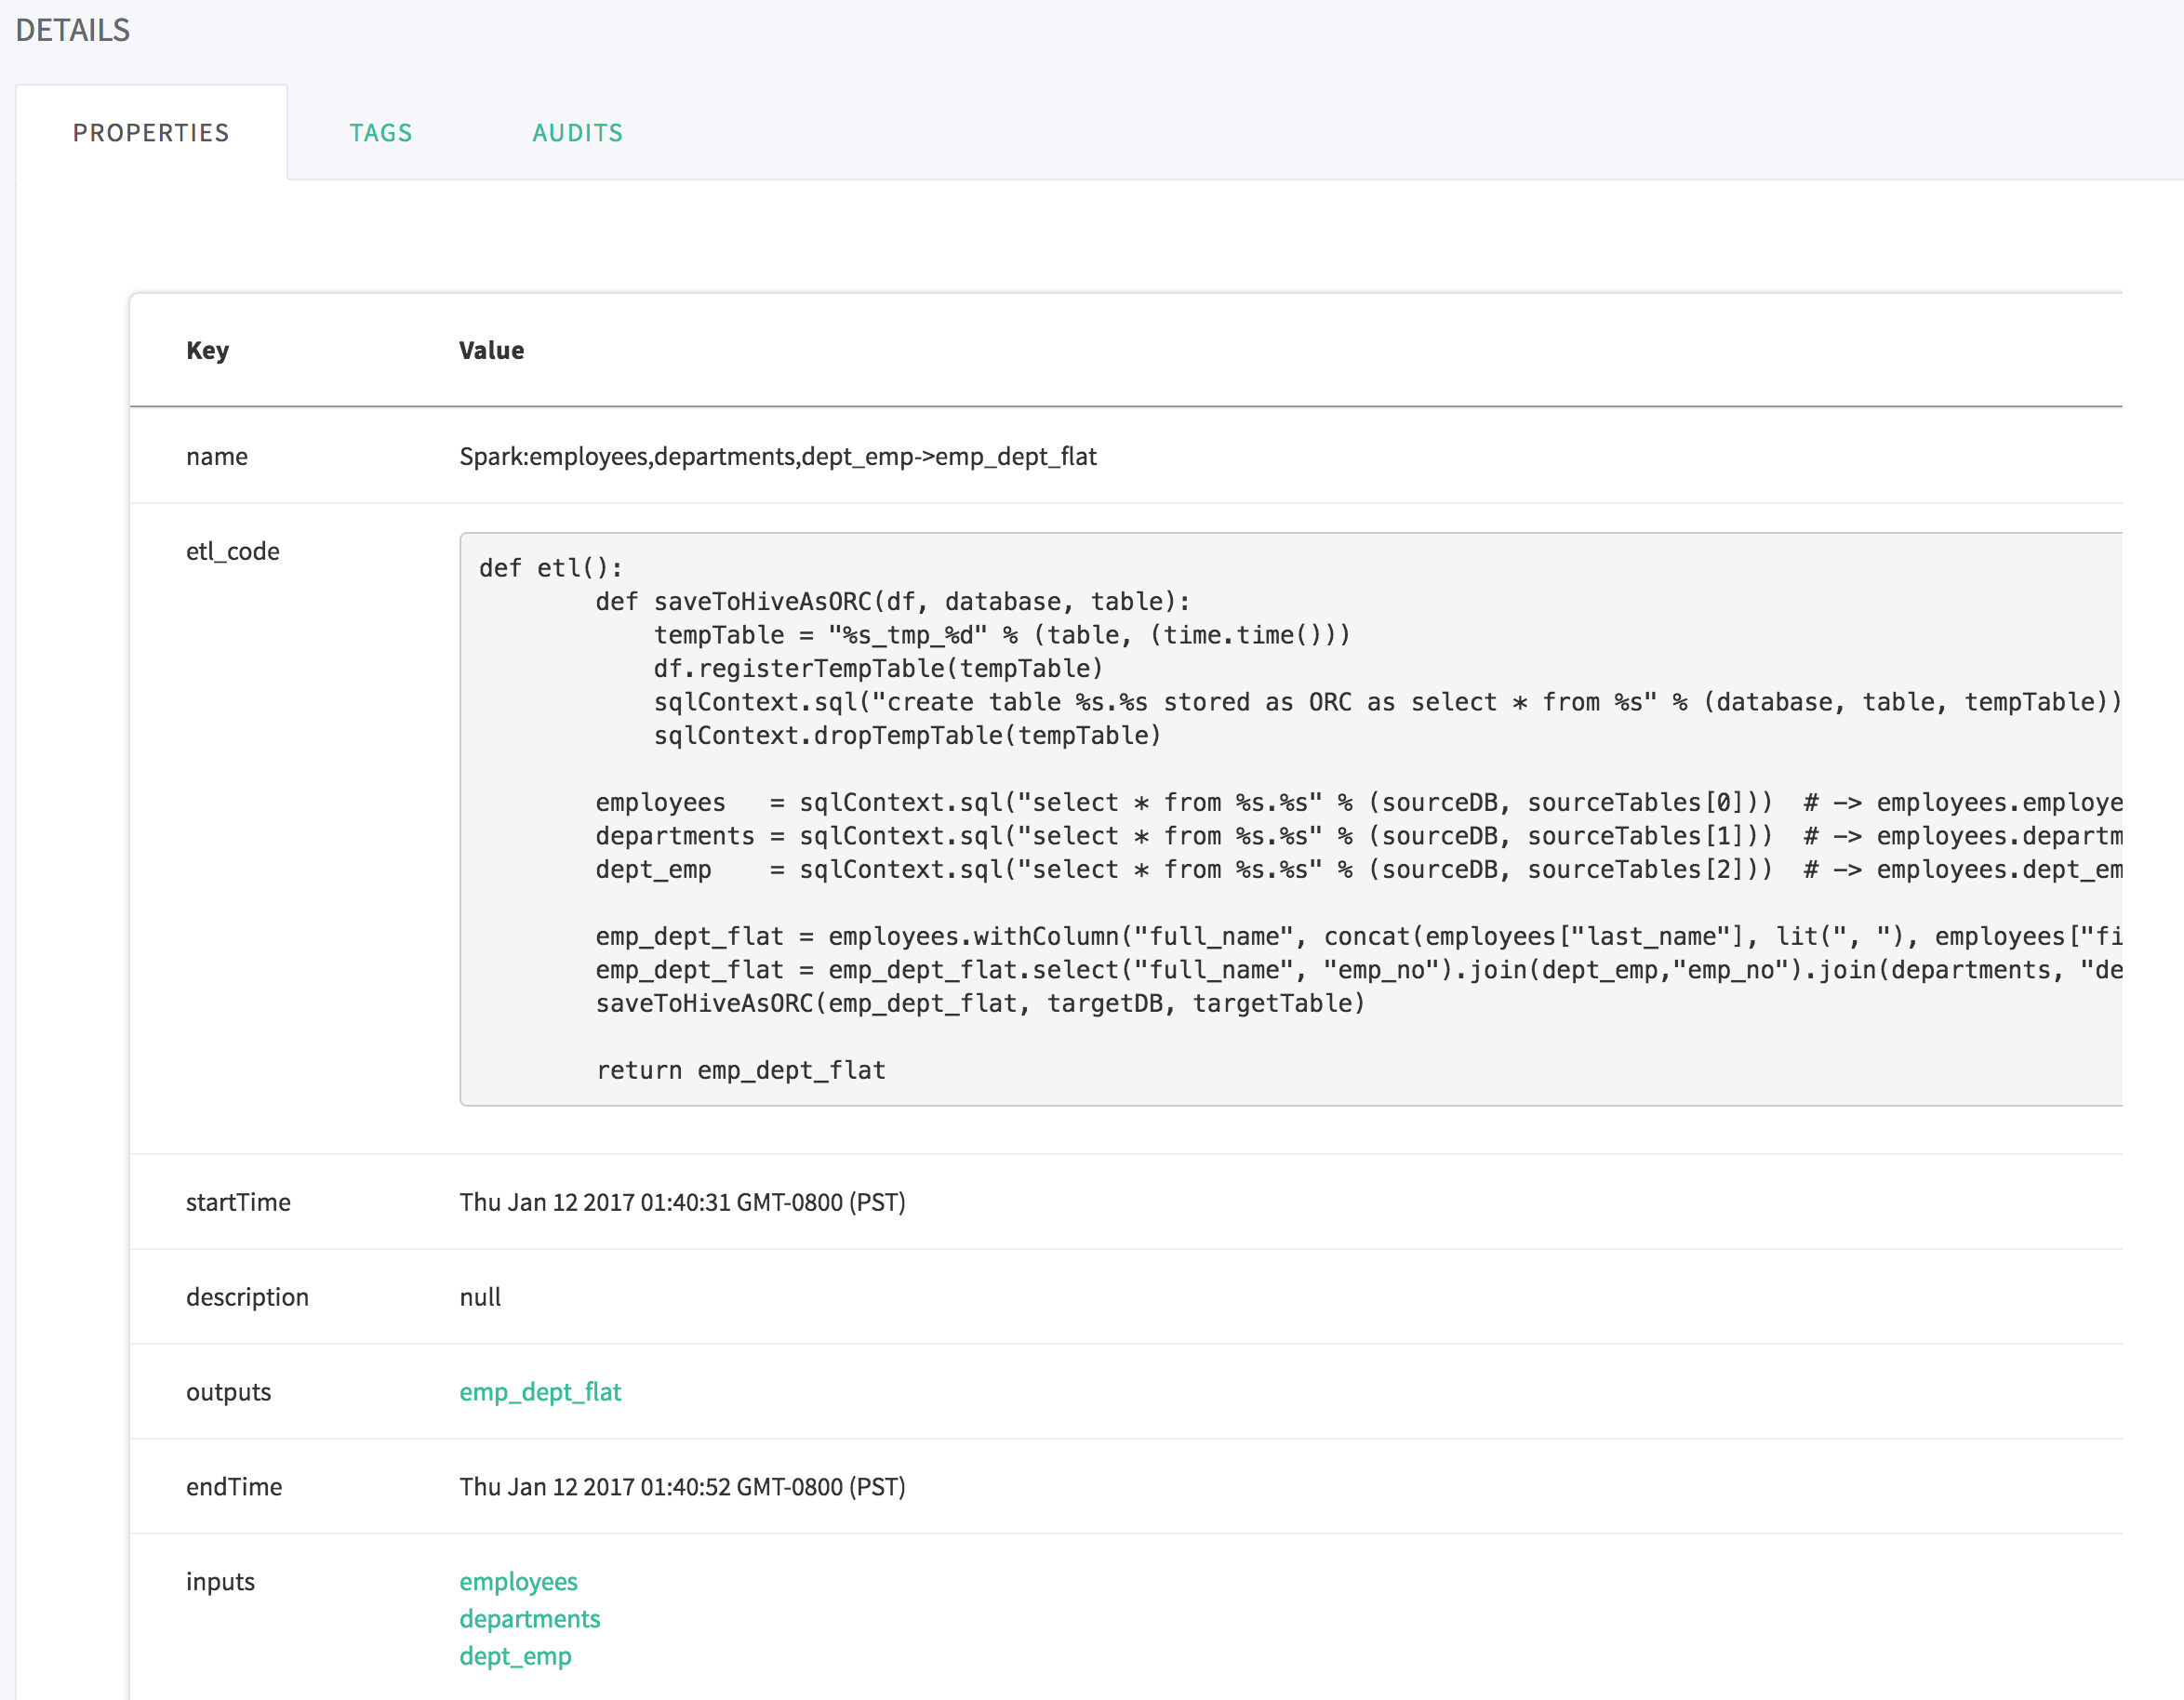 DETAILS
PROPERTIES TAGS AUDITS
Key Value
name Spark:employees,departments,dept_emp->emp_dept_flat
etl_code
def etl():
        def saveToHiveAsORC(df, database, table):
            tempTable = "%s_tmp_%d" % (table, (time.time()))
            df.registerTempTable(tempTable)
            sqlContext.sql("create table %s.%s stored as ORC as select * from %s" % (database, table, tempTable))
            sqlContext.dropTempTable(tempTable)
        employees   = sqlContext.sql("select * from %s.%s" % (sourceDB, sourceTables[0]))  # -> employees.employe
        departments = sqlContext.sql("select * from %s.%s" % (sourceDB, sourceTables[1]))  # -> employees.departm
        dept_emp    = sqlContext.sql("select * from %s.%s" % (sourceDB, sourceTables[2]))  # -> employees.dept_em
        emp_dept_flat = employees.withColumn("full_name", concat(employees["last_name"], lit(", "), employees["fi
        emp_dept_flat = emp_dept_flat.select("full_name", "emp_no").join(dept_emp,"emp_no").join(departments, "de
        saveToHiveAsORC(emp_dept_flat, targetDB, targetTable)
        return emp_dept_flat
startTime Thu Jan 12 2017 01:40:31 GMT-0800 (PST)
description null
outputs emp_dept_flat
endTime Thu Jan 12 2017 01:40:52 GMT-0800 (PST)
inputs employees
departments
dept_emp